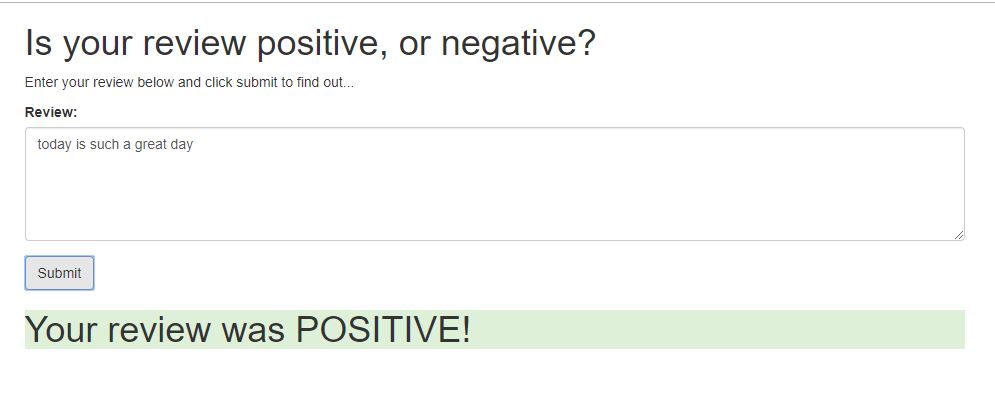 Is your review positive, or negative?
Enter your review below and click submit to find out...
Review:
today is such a great day
Submit
Your review was POSITIVE!